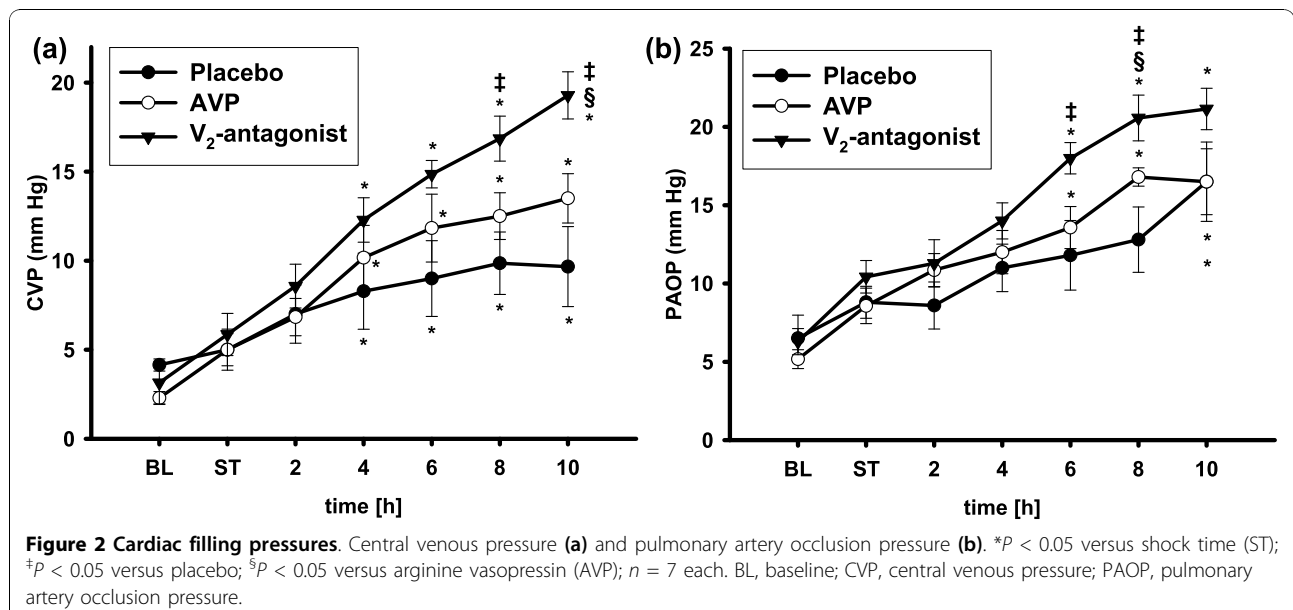 (a)
Placebo
AVP
V₂-antagonist
CVP (mm Hg)
20
15
10
5
0
* * ‡ * ‡ § *
* * * *
* * * *
BL ST 2 4 6 8 10
time [h]
(b)
Placebo
AVP
V₂-antagonist
PAOP (mm Hg)
25
20
15
10
5
0
‡ * ‡ § * *
* *
* *
BL ST 2 4 6 8 10
time [h]
Figure 2 Cardiac filling pressures. Central venous pressure (a) and pulmonary artery occlusion pressure (b). *P < 0.05 versus shock time (ST);
‡P < 0.05 versus placebo; §P < 0.05 versus arginine vasopressin (AVP); n = 7 each. BL, baseline; CVP, central venous pressure; PAOP, pulmonary
artery occlusion pressure.